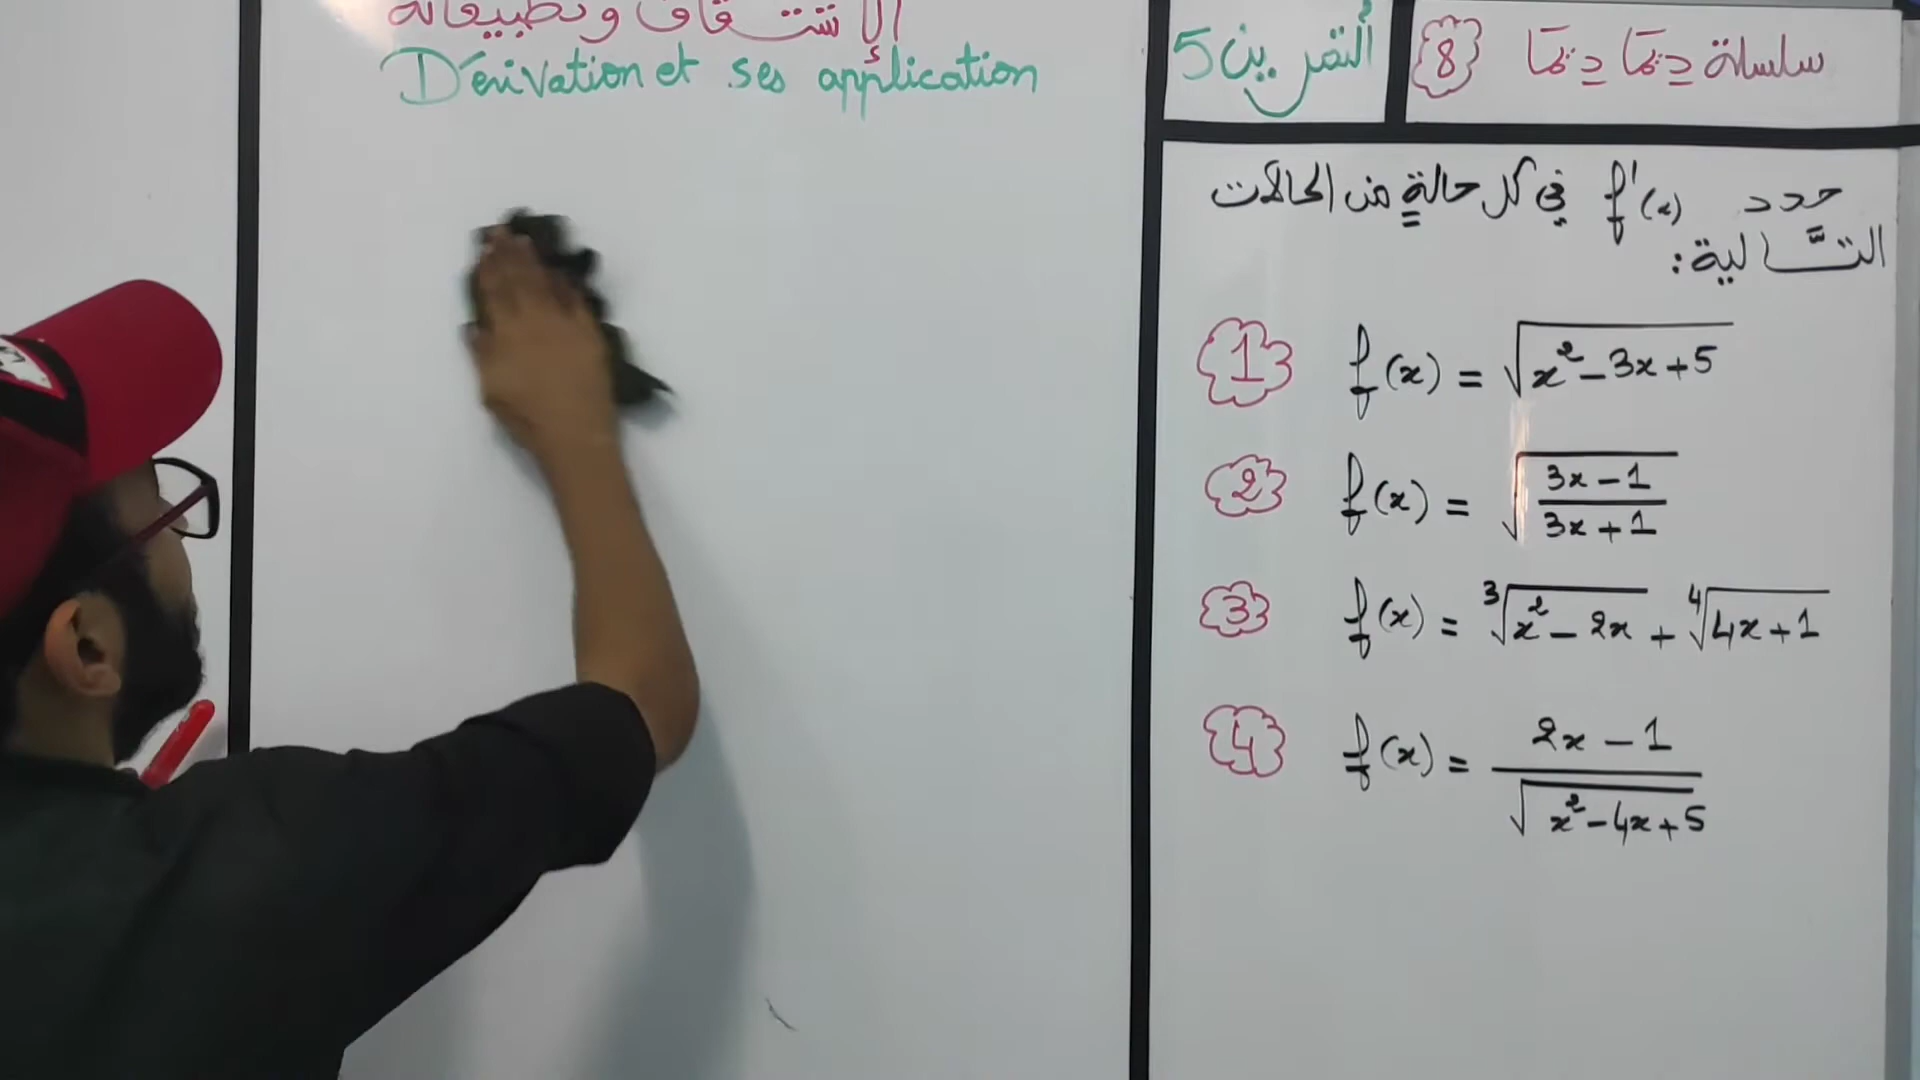 الإشتقاق وتطبيقاته
Dérivation et ses application
التمرين 5
سلسلة ديما ديما 8
حدد f'(x) في كل حالة من الحالات
التالية:
1 f(x) = √(x²-3x+5)
2 f(x) = √((3x-1)/(3x+1))
3 f(x) = ³√(x²-2x) + ⁴√(4x+1)
4 f(x) = (2x-1)/√(x²-4x+5)